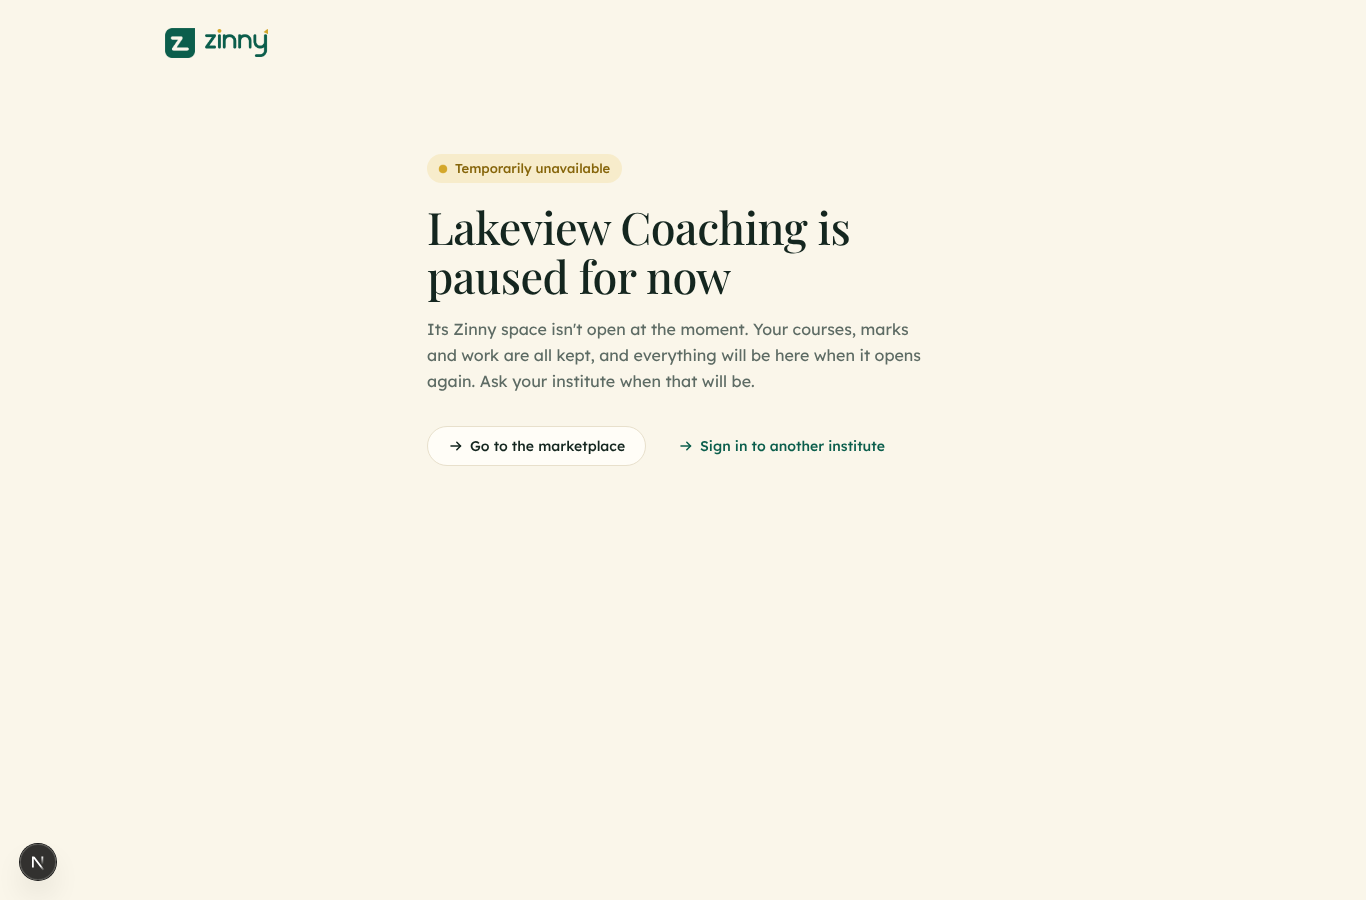 zinny
Temporarily unavailable
Lakeview Coaching is
paused for now
Its Zinny space isn't open at the moment. Your courses, marks
and work are all kept, and everything will be here when it opens
again. Ask your institute when that will be.
→ Go to the marketplace
→ Sign in to another institute
N